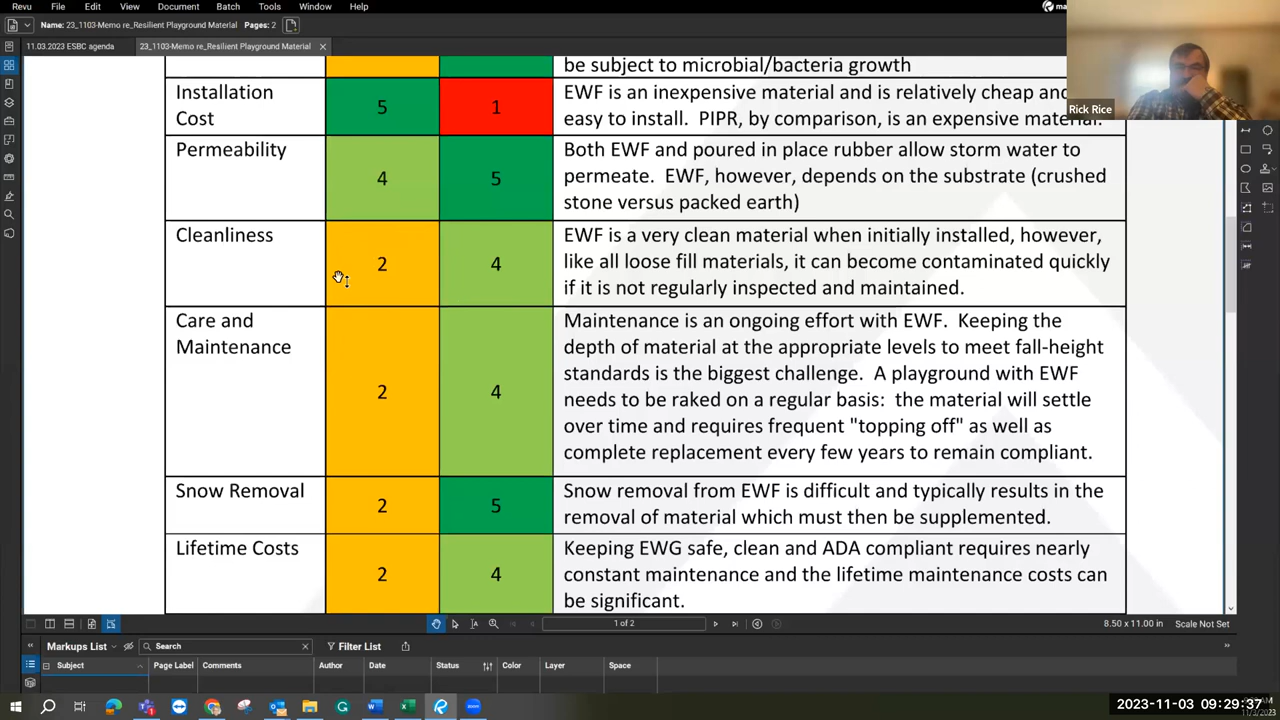 Revu File Edit View Document Batch Tools Window Help
Name: 23_1103-Memo re_Resilient Playground Material Pages: 2
11.03.2023 ESBC agenda 23_1103-Memo re_Resilient Playground Material
Rick Rice
be subject to microbial/bacteria growth
Installation Cost 5 1 EWF is an inexpensive material and is relatively cheap and
easy to install. PIPR, by comparison, is an expensive material.
Permeability 4 5 Both EWF and poured in place rubber allow storm water to
permeate. EWF, however, depends on the substrate (crushed
stone versus packed earth)
Cleanliness 2 4 EWF is a very clean material when initially installed, however,
like all loose fill materials, it can become contaminated quickly
if it is not regularly inspected and maintained.
Care and Maintenance 2 4 Maintenance is an ongoing effort with EWF. Keeping the
depth of material at the appropriate levels to meet fall-height
standards is the biggest challenge. A playground with EWF
needs to be raked on a regular basis: the material will settle
over time and requires frequent "topping off" as well as
complete replacement every few years to remain compliant.
Snow Removal 2 5 Snow removal from EWF is difficult and typically results in the
removal of material which must then be supplemented.
Lifetime Costs 2 4 Keeping EWG safe, clean and ADA compliant requires nearly
constant maintenance and the lifetime maintenance costs can
be significant.
1 of 2 8.50 x 11.00 in Scale Not Set
Markups List Search Filter List
Subject Page Label Comments Author Date Status Color Layer Space
2023-11-03 09:29:37